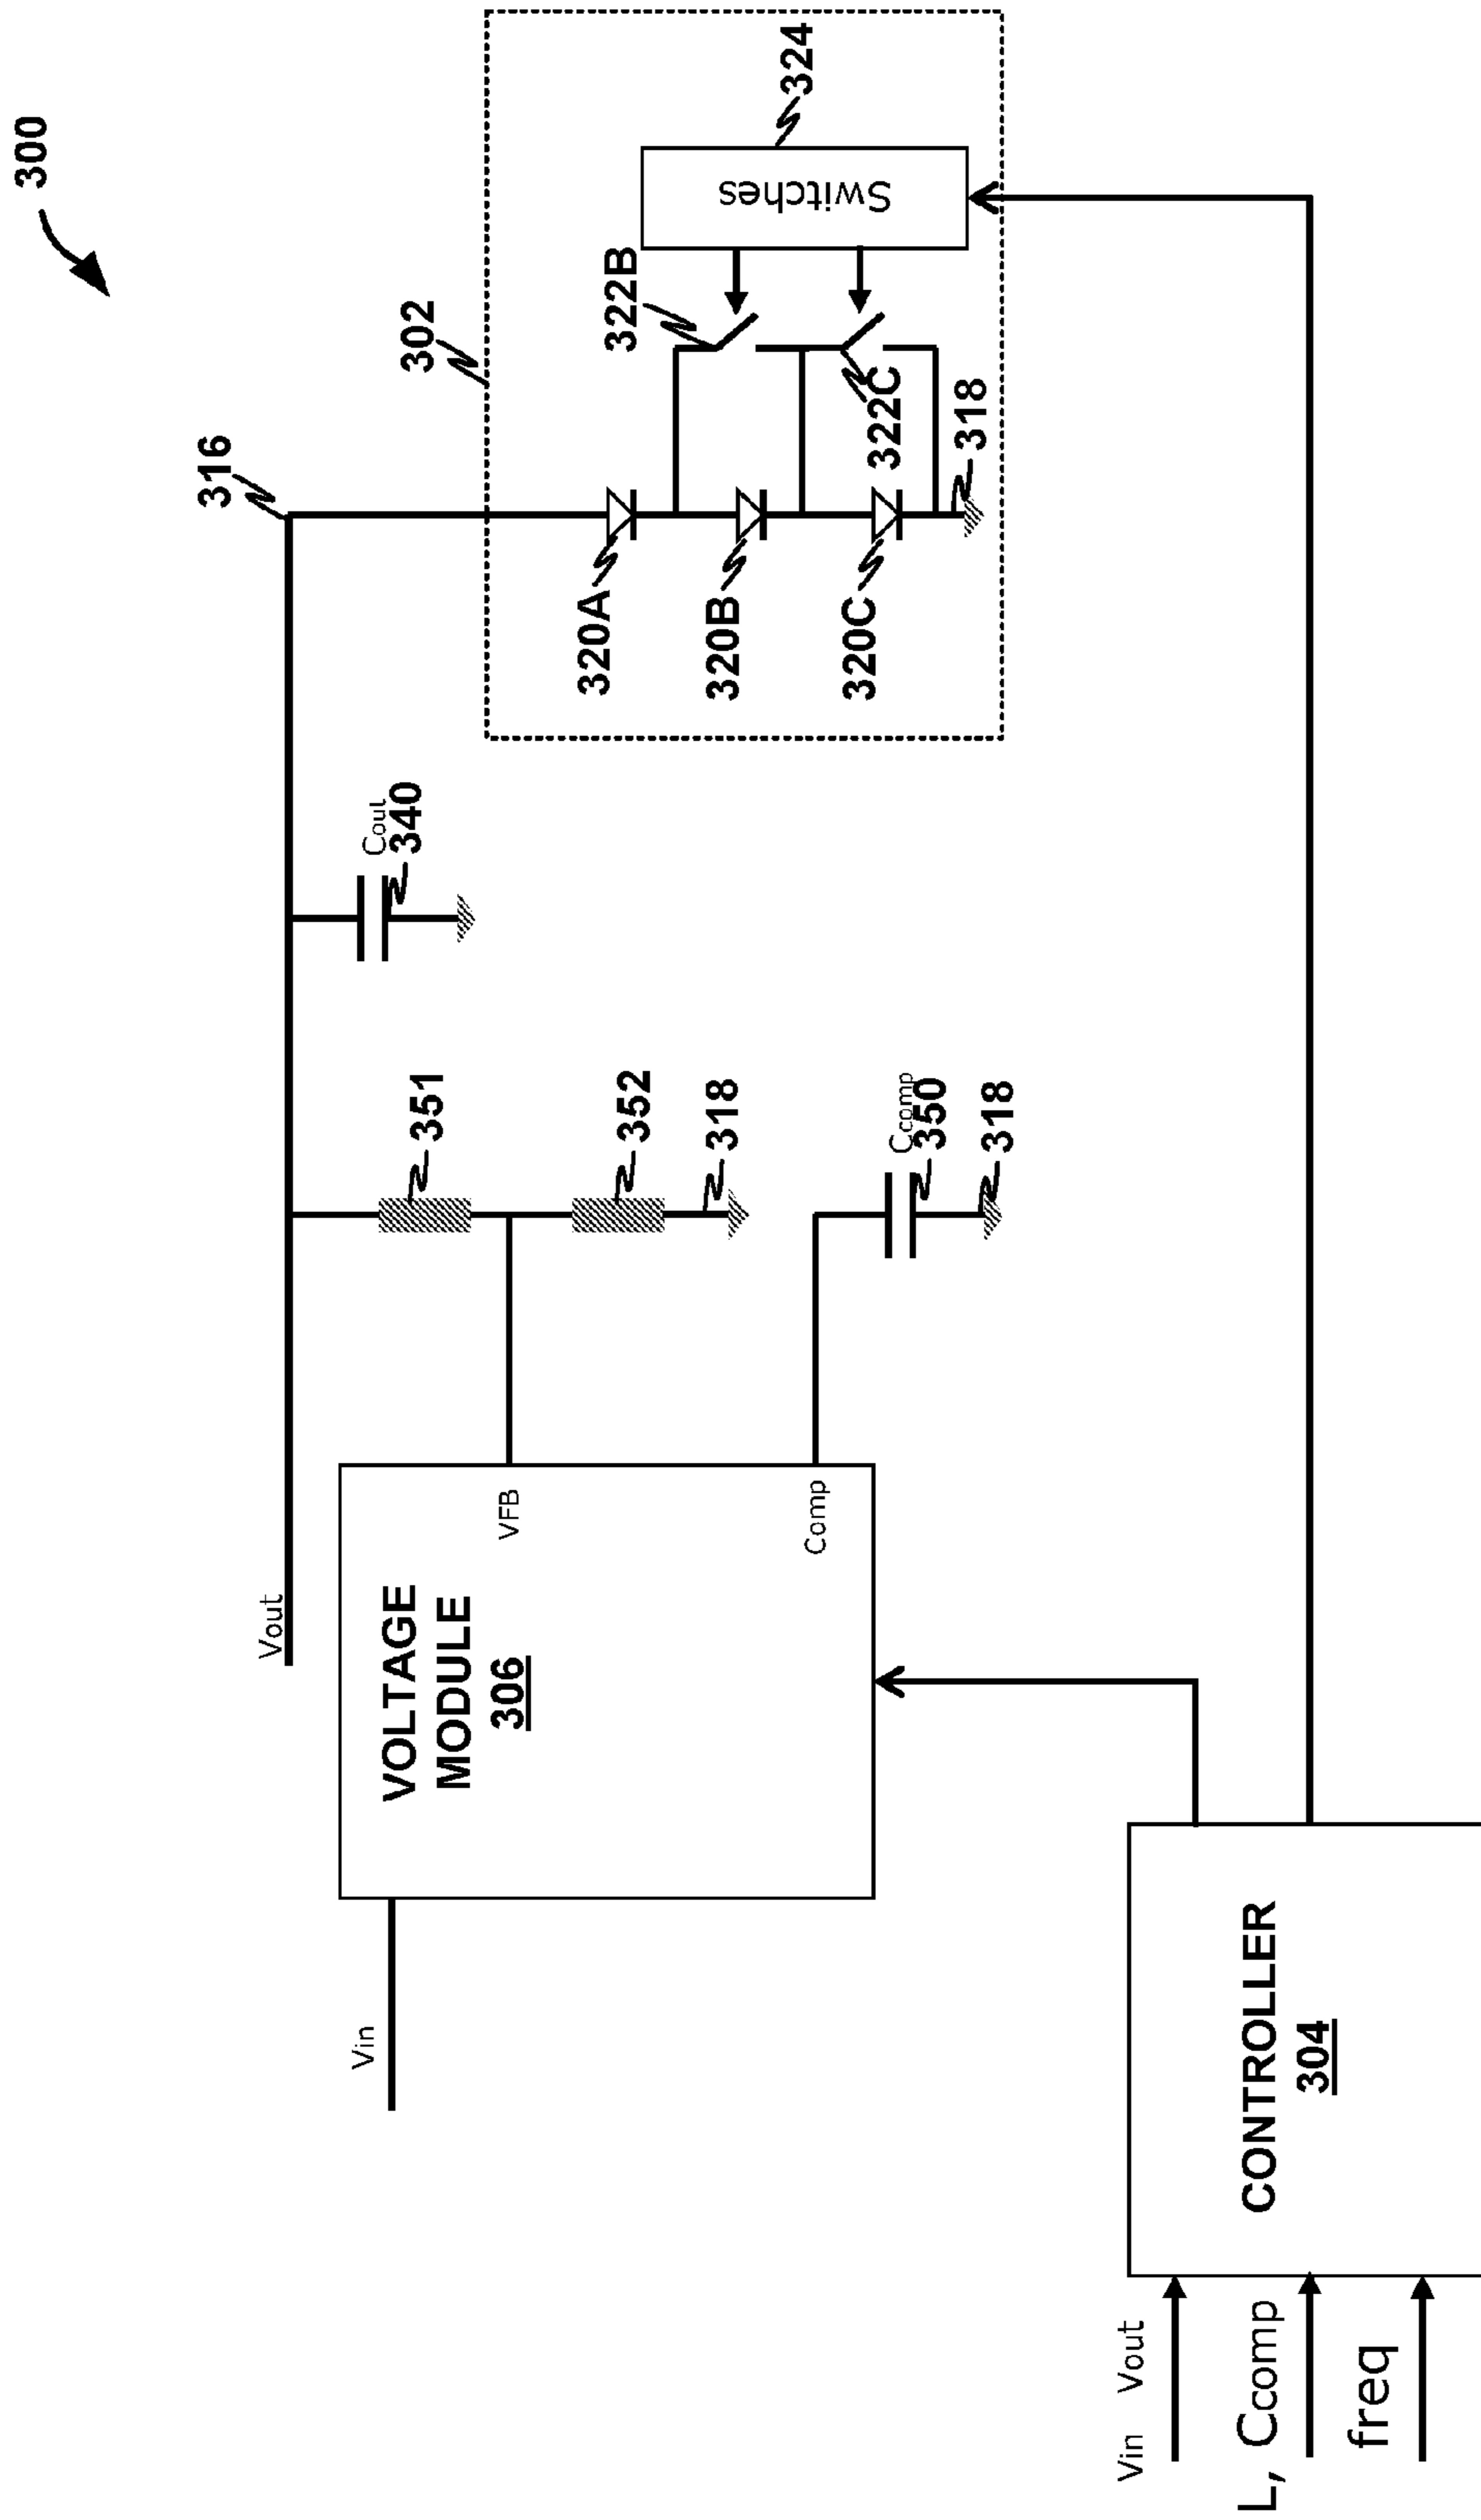 300
316
302
324
Switches
322B
322C
318
320A
320B
320C
Cout
340
351
352
318
Ccomp
350
318
Vout
VFB
Comp
VOLTAGE
MODULE
306
Vin
CONTROLLER
304
Vin Vout
L, Ccomp
freq